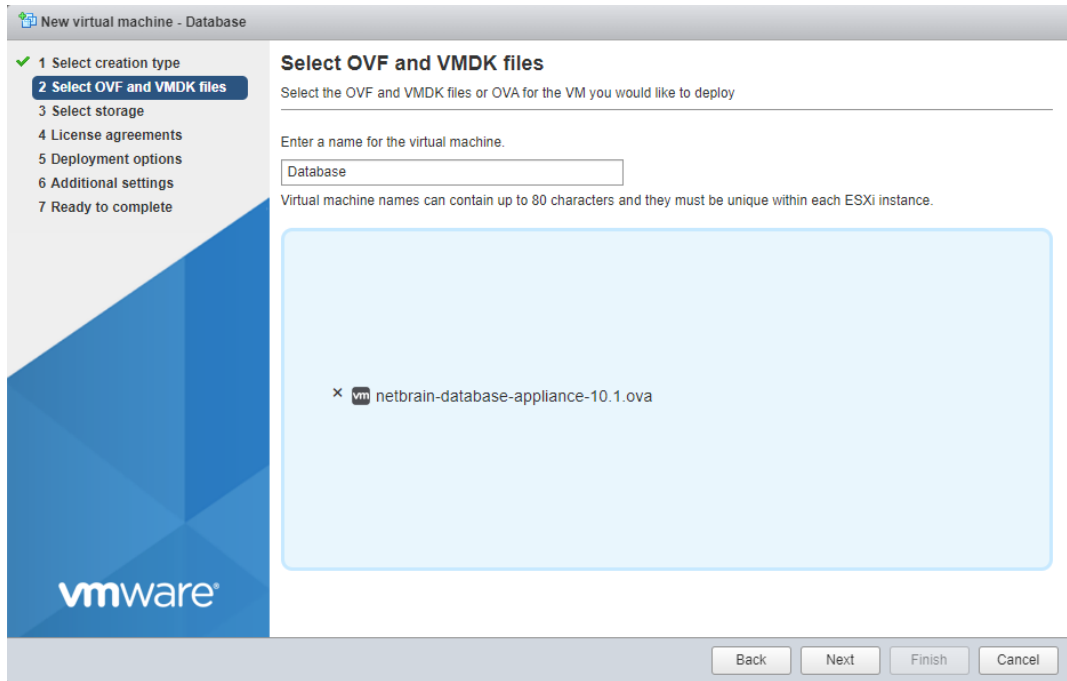 New virtual machine - Database
1 Select creation type
2 Select OVF and VMDK files
3 Select storage
4 License agreements
5 Deployment options
6 Additional settings
7 Ready to complete
Select OVF and VMDK files
Select the OVF and VMDK files or OVA for the VM you would like to deploy
Enter a name for the virtual machine.
Database
Virtual machine names can contain up to 80 characters and they must be unique within each ESXi instance.
× vm netbrain-database-appliance-10.1.ova
vmware®
Back Next Finish Cancel